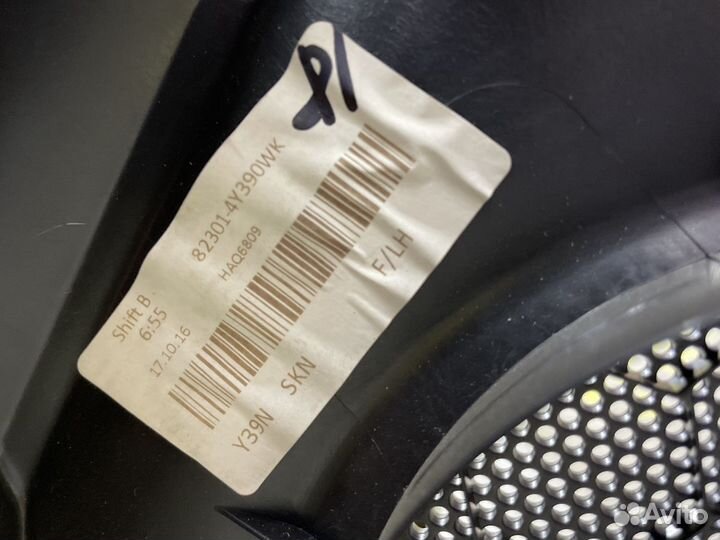 82301-4Y390WK
HAQ6809
Shift B
6:55
17.10.16
F/LH
Y39N SKN
Avito